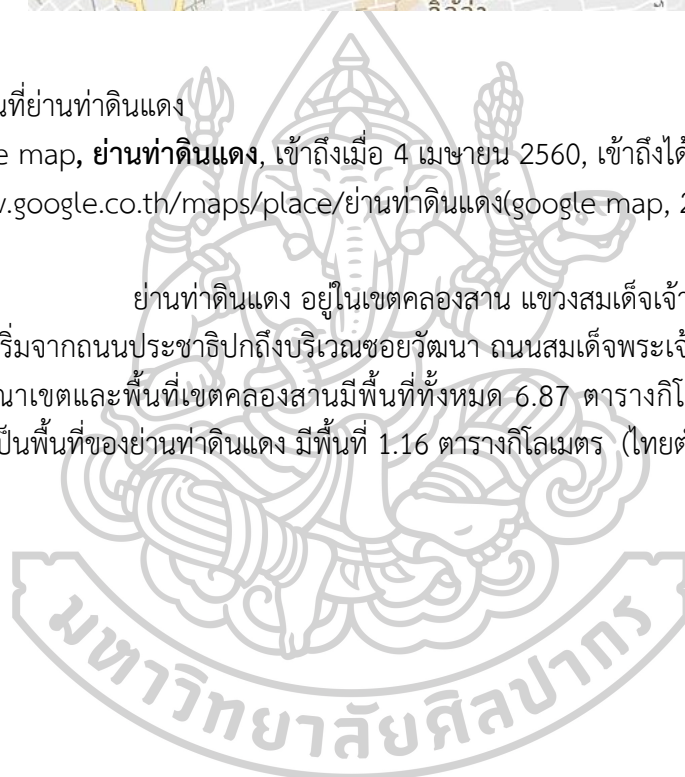 นที่ย่านท่าดินแดง
e map, ย่านท่าดินแดง, เข้าถึงเมื่อ 4 เมษายน 2560, เข้าถึงได้
.google.co.th/maps/place/ย่านท่าดินแดง(google map, 2
ย่านท่าดินแดง อยู่ในเขตคลองสาน แขวงสมเด็จเจ้า
ริ่มจากถนนประชาธิปกถึงบริเวณซอยวัฒนา ถนนสมเด็จพระเจ้
ณาเขตและพื้นที่เขตคลองสานมีพื้นที่ทั้งหมด 6.87 ตารางกิโ
ป็นพื้นที่ของย่านท่าดินแดง มีพื้นที่ 1.16 ตารางกิโลเมตร (ไทยต
มหาวิทยาลัยศิลปากร